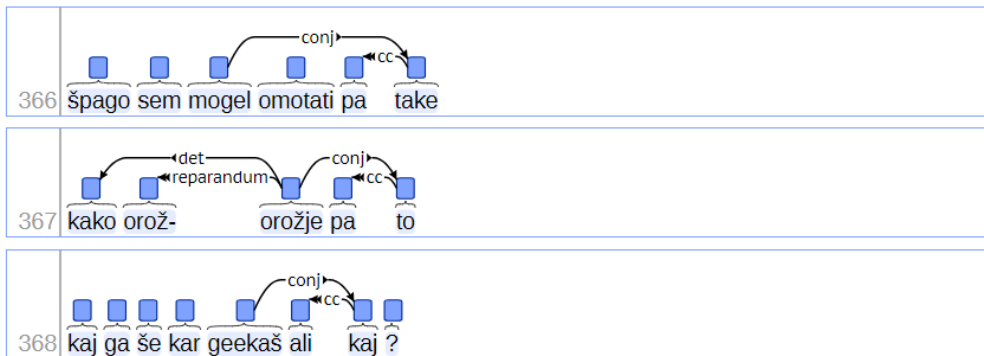 conj
cc
366 špago sem mogel omotati pa take
det conj
reparandum cc
367 kako orož- orožje pa to
conj
cc
368 kaj ga še kar geekaš ali kaj ?